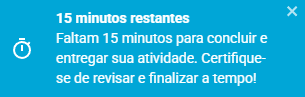 15 minutos restantes
Faltam 15 minutos para concluir e
entregar sua atividade. Certifique-
se de revisar e finalizar a tempo!